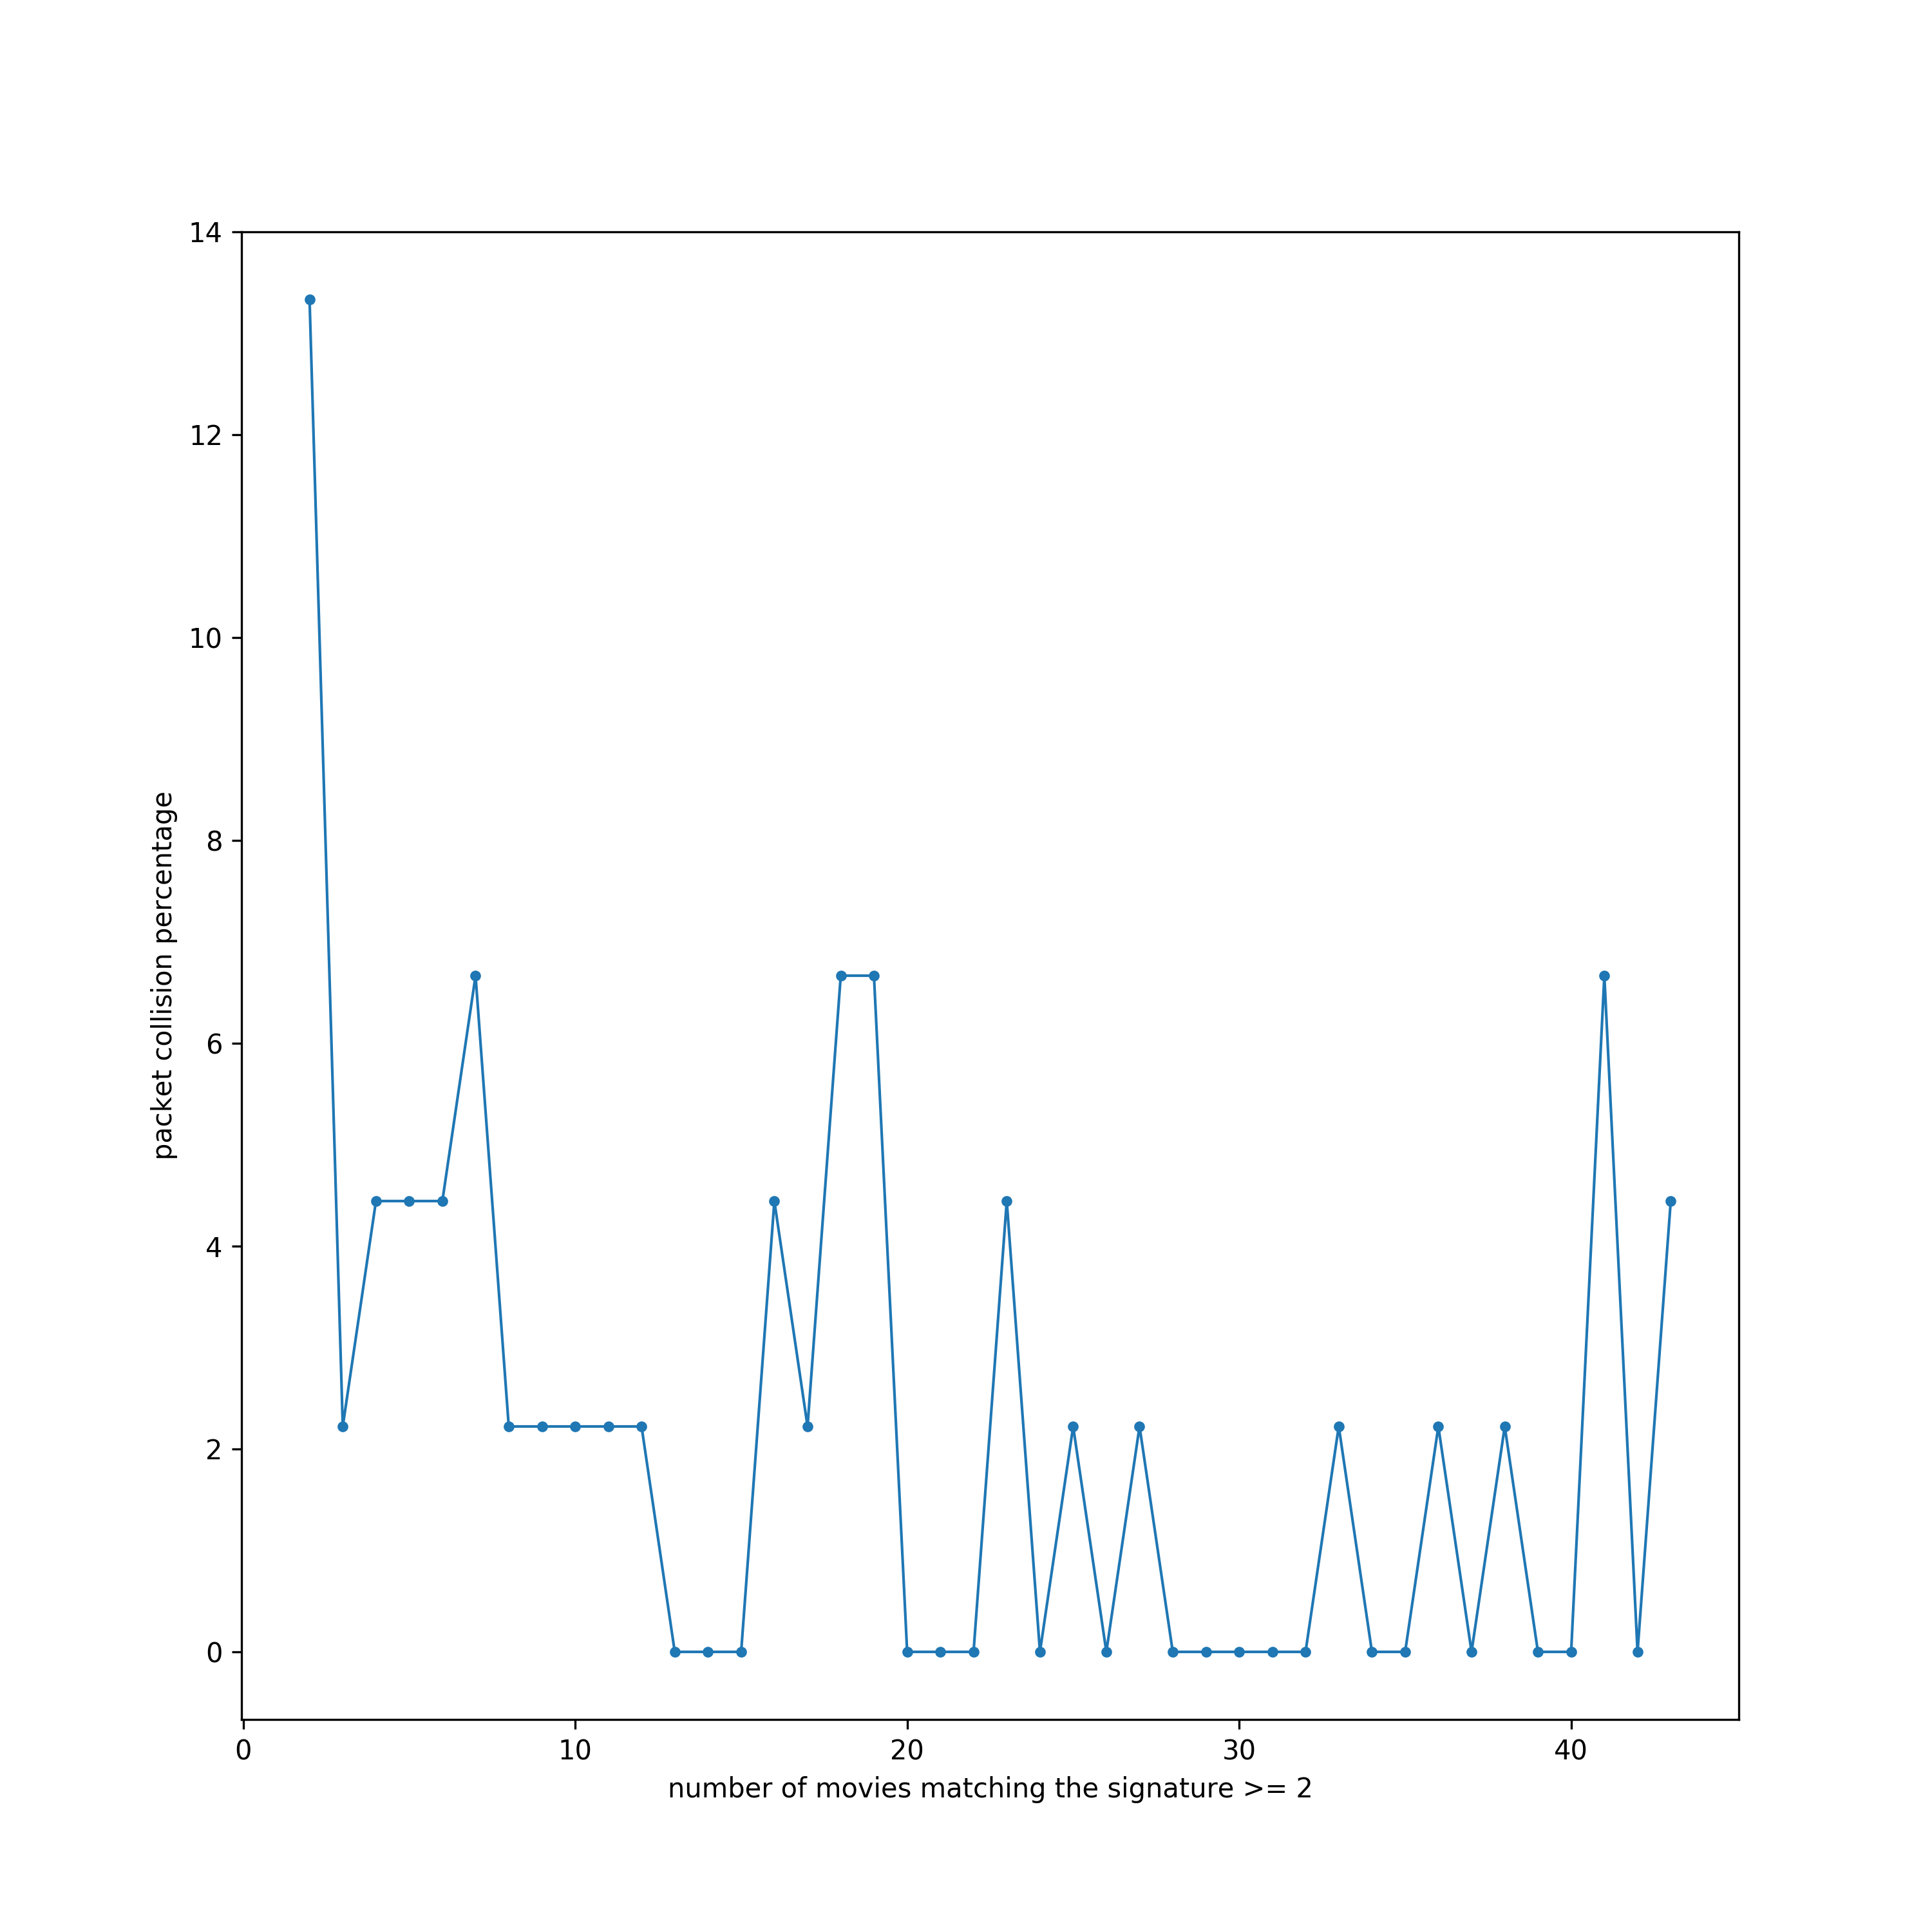 14
12
10
8
6
4
2
0
packet collision percentage
0 10 20 30 40
number of movies matching the signature >= 2